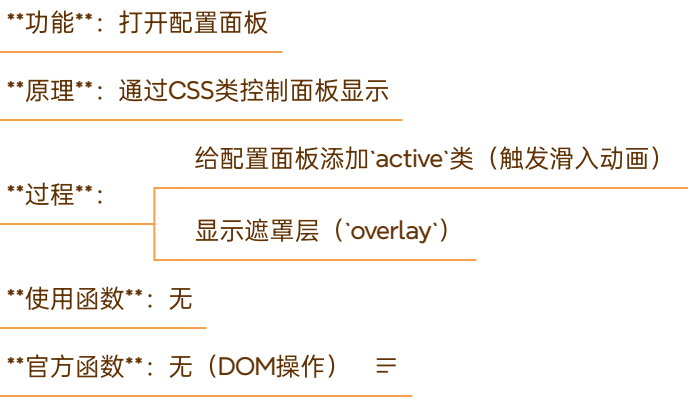 **功能**：打开配置面板
**原理**：通过CSS类控制面板显示
给配置面板添加`active`类（触发滑入动画）
**过程**：
显示遮罩层（`overlay`）
**使用函数**：无
**官方函数**：无（DOM操作）